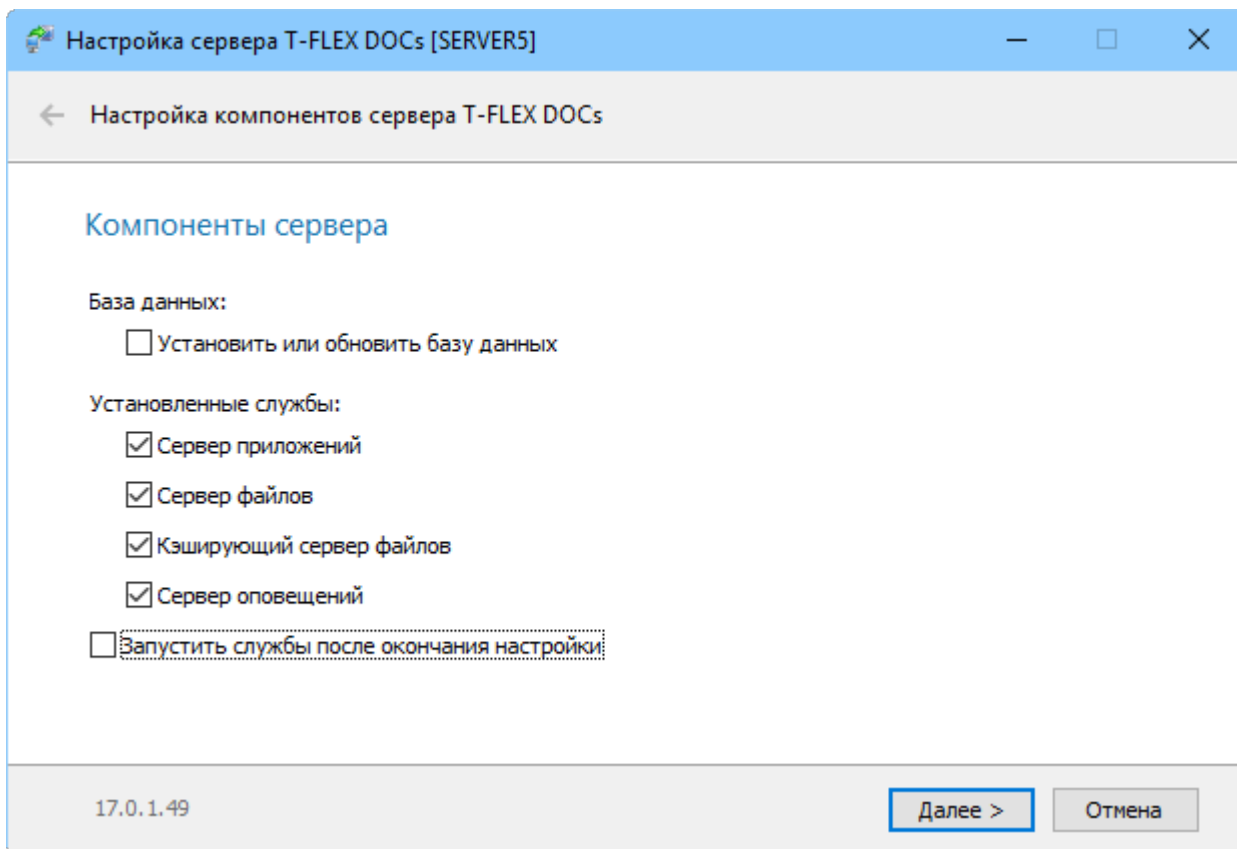 Настройка сервера T-FLEX DOCs [SERVER5]
Настройка компонентов сервера T-FLEX DOCs
Компоненты сервера
База данных:
Установить или обновить базу данных
Установленные службы:
Сервер приложений
Сервер файлов
Кэширующий сервер файлов
Сервер оповещений
Запустить службы после окончания настройки
17.0.1.49
Далее >
Отмена